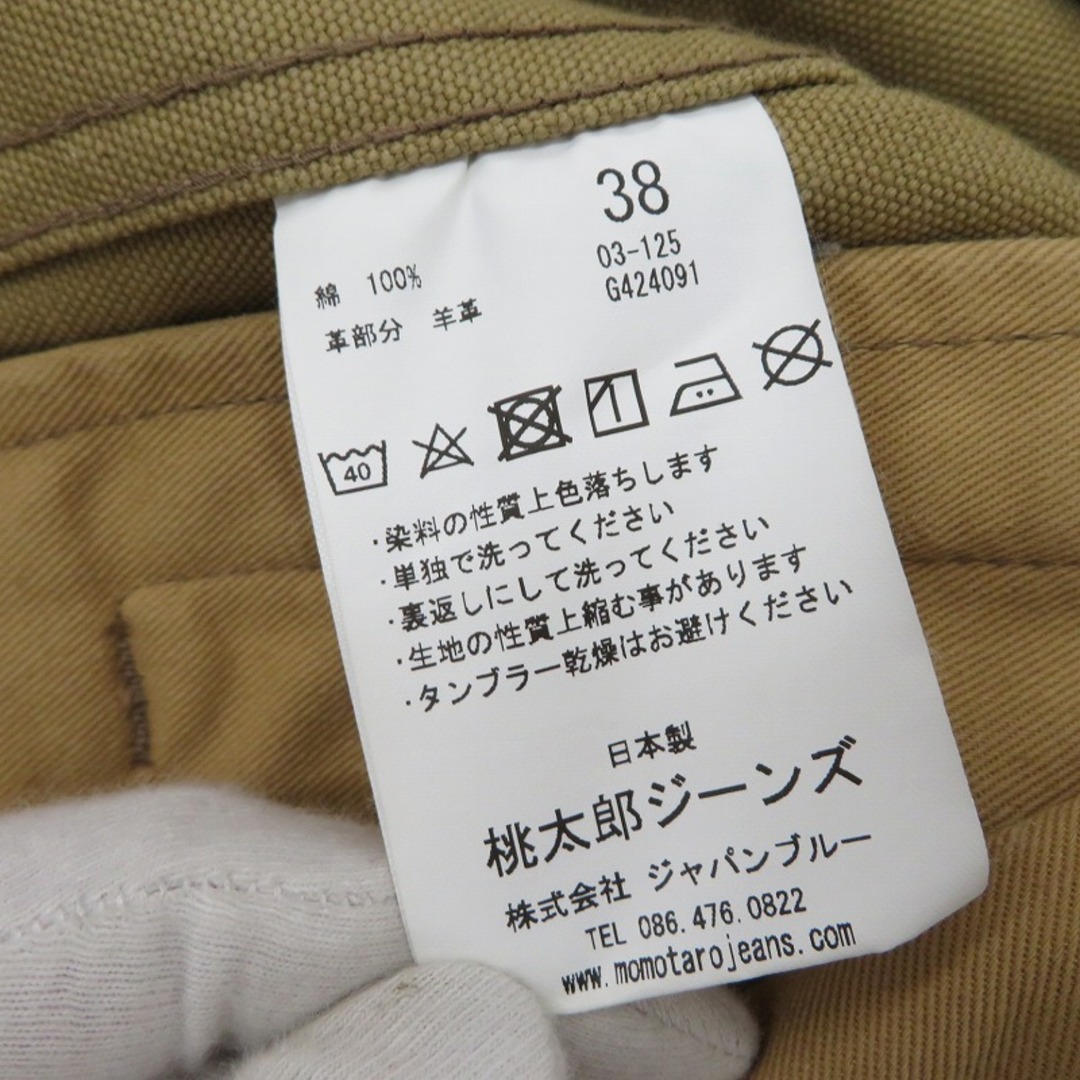 38
03-125
G424091
綿 100%
革部分 羊革
40
・染料の性質上色落ちします
・単独で洗ってください
・裏返しにして洗ってください
・生地の性質上縮む事があります
・タンブラー乾燥はお避けください
日本製
桃太郎ジーンズ
株式会社 ジャパンブルー
TEL 086.476.0822
www.momotarojeans.com